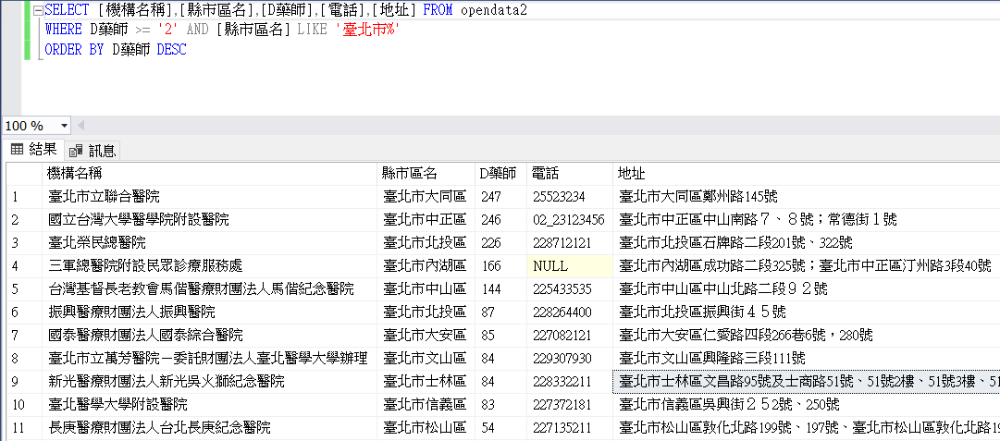 SELECT [機構名稱],[縣市區名],[D藥師],[電話],[地址] FROM opendata2
WHERE D藥師 >= '2' AND [縣市區名] LIKE '臺北市%'
ORDER BY D藥師 DESC
100 %
結果 訊息
機構名稱 縣市區名 D藥師 電話 地址
1 臺北市立聯合醫院 臺北市大同區 247 25523234 臺北市大同區鄭州路145號
2 國立台灣大學醫學院附設醫院 臺北市中正區 246 02_23123456 臺北市中正區中山南路７、８號；常德街１號
3 臺北榮民總醫院 臺北市北投區 226 228712121 臺北市北投區石牌路二段201號、322號
4 三軍總醫院附設民眾診療服務處 臺北市內湖區 166 NULL 臺北市內湖區成功路二段325號；臺北市中正區汀州路3段40號
5 台灣基督長老教會馬偕醫療財團法人馬偕紀念醫院 臺北市中山區 144 225433535 臺北市中山區中山北路二段９２號
6 振興醫療財團法人振興醫院 臺北市北投區 87 228264400 臺北市北投區振興街４５號
7 國泰醫療財團法人國泰綜合醫院 臺北市大安區 85 227082121 臺北市大安區仁愛路四段266巷6號，280號
8 臺北市立萬芳醫院－委託財團法人臺北醫學大學辦理 臺北市文山區 84 229307930 臺北市文山區興隆路三段111號
9 新光醫療財團法人新光吳火獅紀念醫院 臺北市士林區 84 228332211 臺北市士林區文昌路95號及士商路51號、51號2樓、51號3樓、51
10 臺北醫學大學附設醫院 臺北市信義區 83 227372181 臺北市信義區吳興街２５2號、250號
11 長庚醫療財團法人台北長庚紀念醫院 臺北市松山區 54 227135211 臺北市松山區敦化北路199號、197號、臺北市松山區敦化北路19